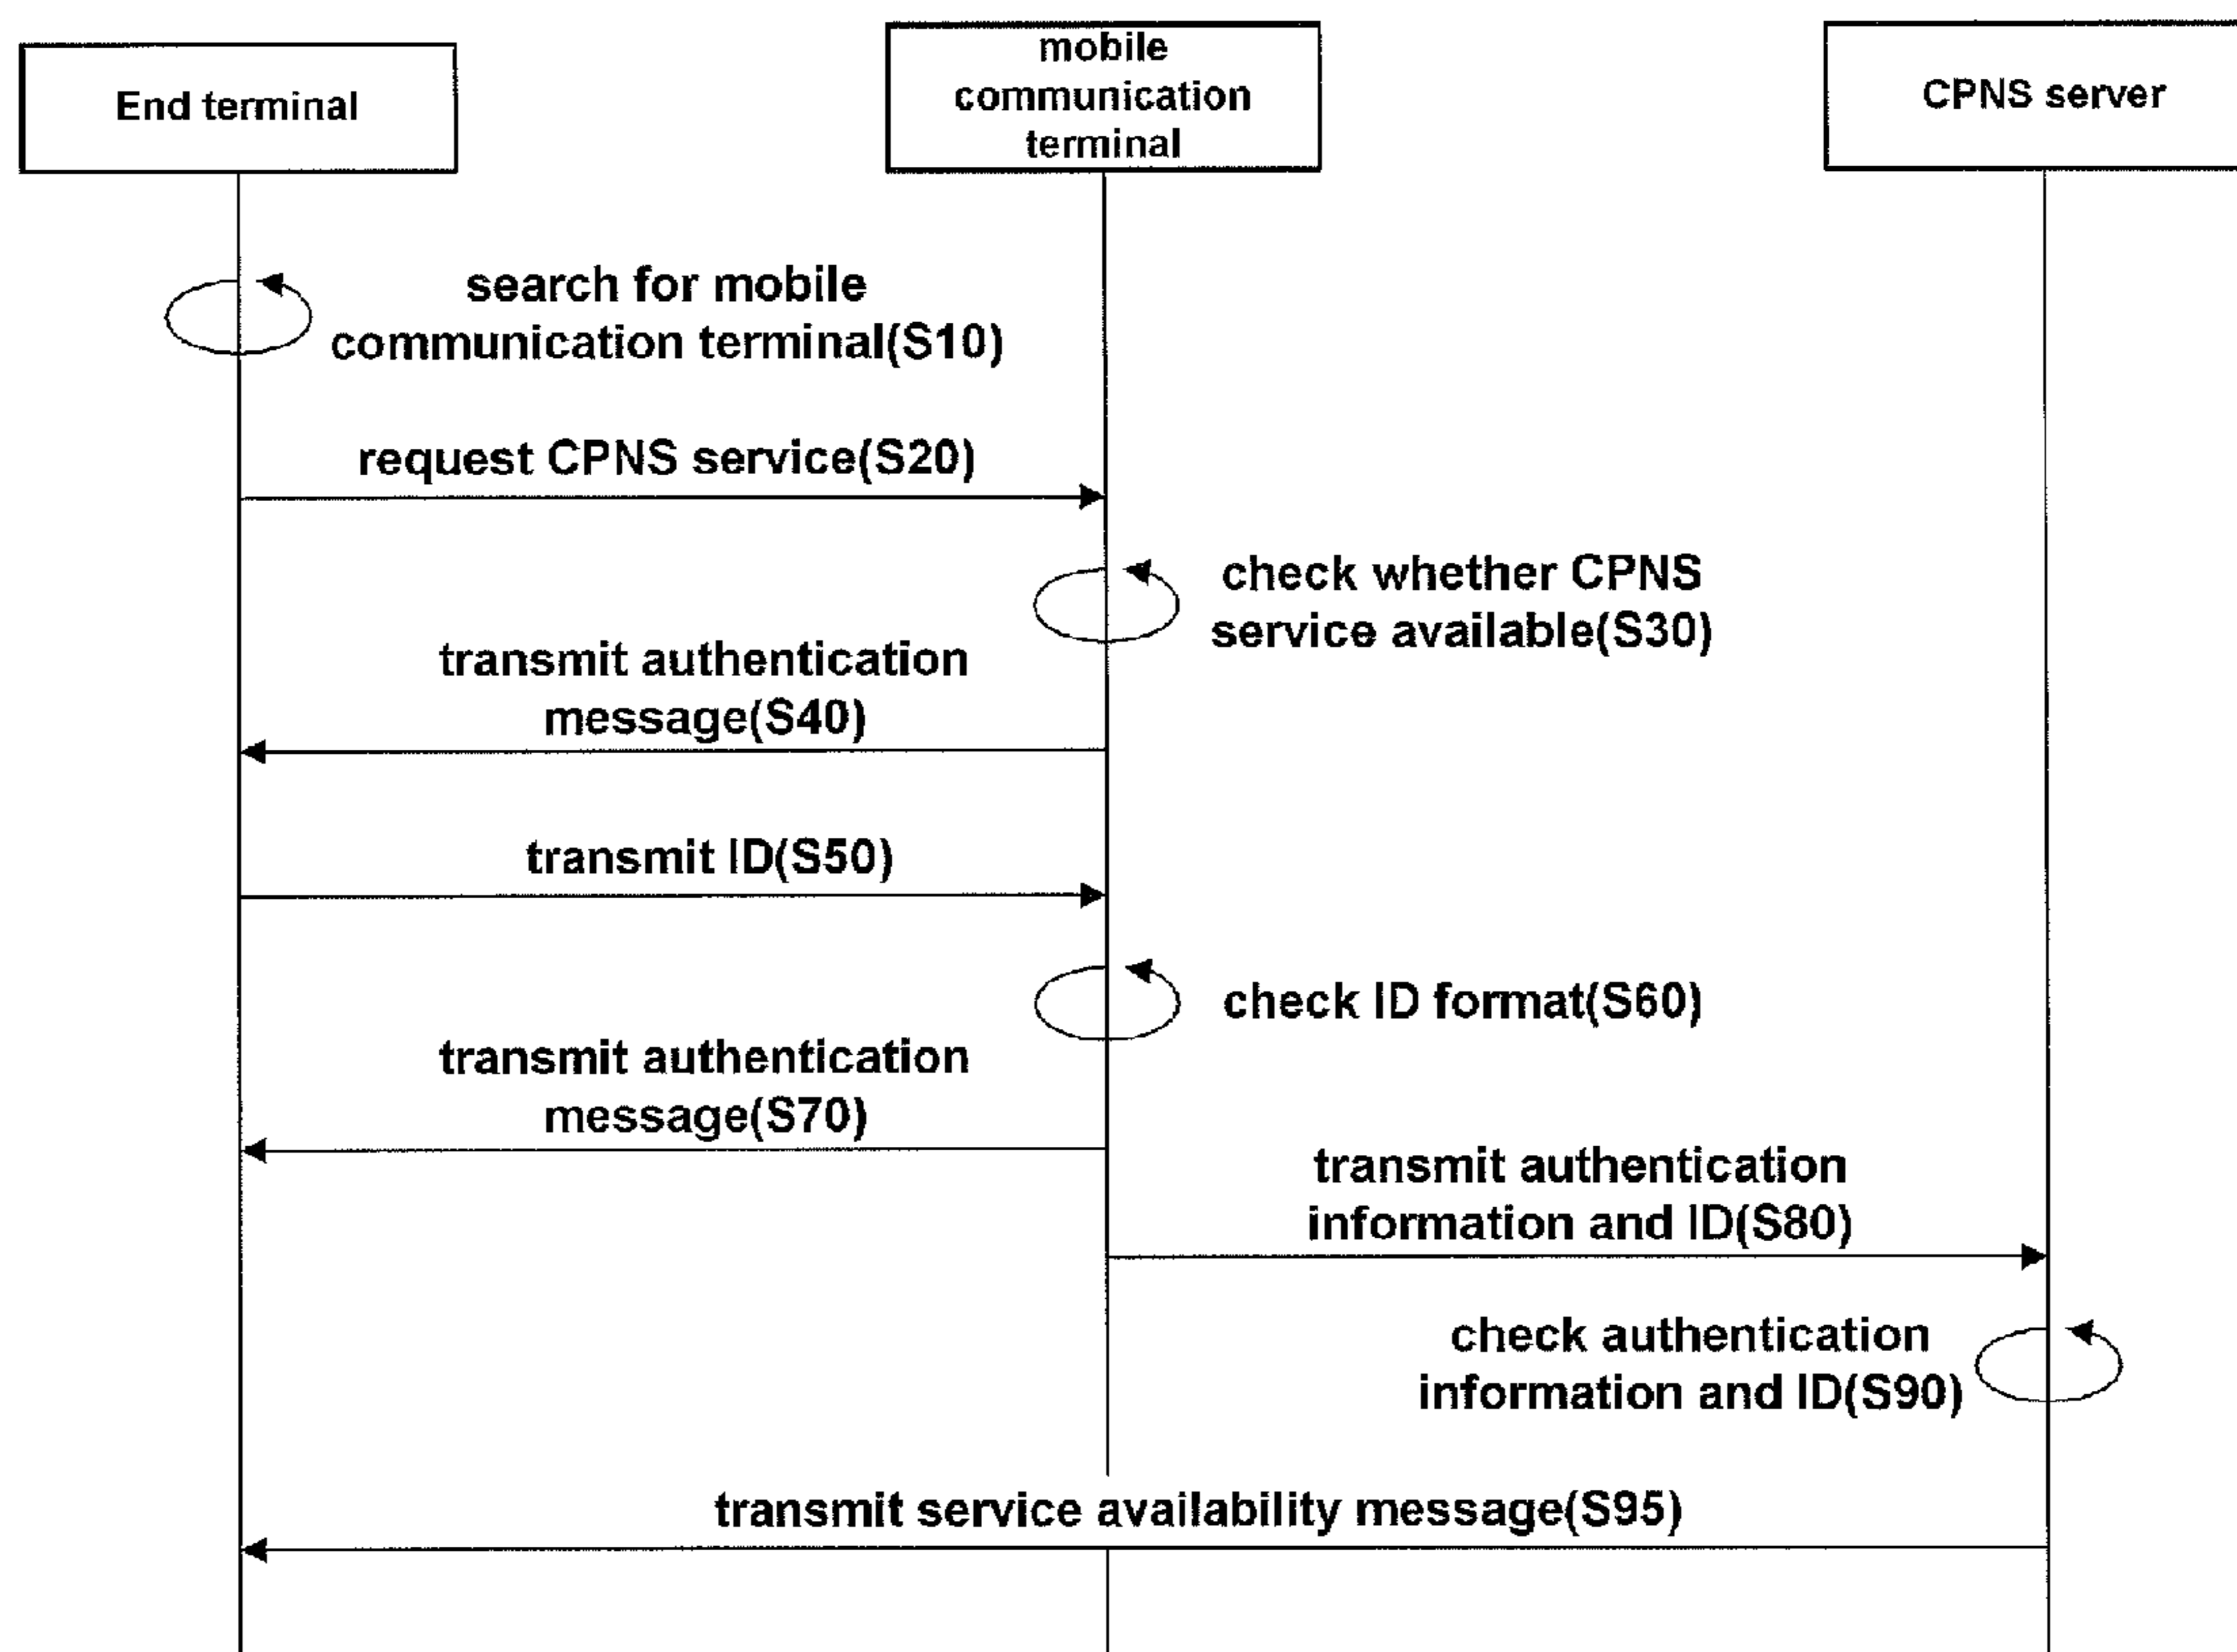 End terminal
mobile
communication
terminal
CPNS server
search for mobile
communication terminal(S10)
request CPNS service(S20)
check whether CPNS
service available(S30)
transmit authentication
message(S40)
transmit ID(S50)
check ID format(S60)
transmit authentication
message(S70)
transmit authentication
information and ID(S80)
check authentication
information and ID(S90)
transmit service availability message(S95)